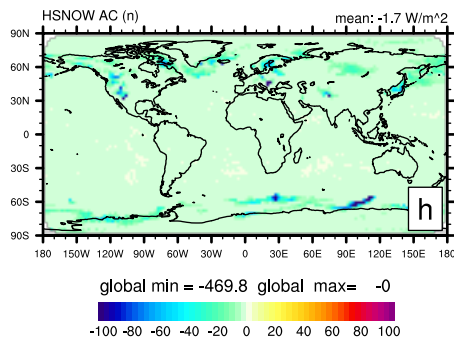 HSNOW AC (n) mean: -1.7 W/m^2
90N
60N
30N
0
30S
60S
90S
h
180 150W 120W 90W 60W 30W 0 30E 60E 90E 120E 150E 180
global min = -469.8 global max= -0
-100 -80 -60 -40 -20 0 20 40 60 80 100